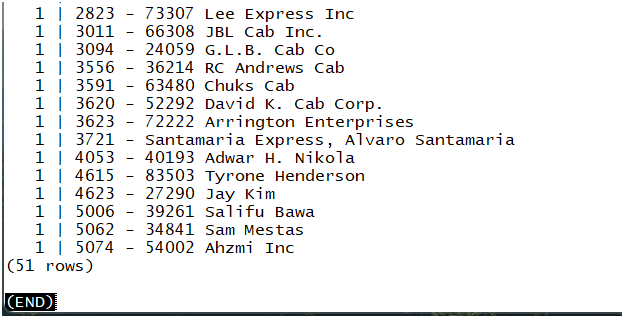 1 | 2823 - 73307 Lee Express Inc
1 | 3011 - 66308 JBL Cab Inc.
1 | 3094 - 24059 G.L.B. Cab Co
1 | 3556 - 36214 RC Andrews Cab
1 | 3591 - 63480 Chuks Cab
1 | 3620 - 52292 David K. Cab Corp.
1 | 3623 - 72222 Arrington Enterprises
1 | 3721 - Santamaria Express, Alvaro Santamaria
1 | 4053 - 40193 Adwar H. Nikola
1 | 4615 - 83503 Tyrone Henderson
1 | 4623 - 27290 Jay Kim
1 | 5006 - 39261 Salifu Bawa
1 | 5062 - 34841 Sam Mestas
1 | 5074 - 54002 Ahzmi Inc
(51 rows)
(END)